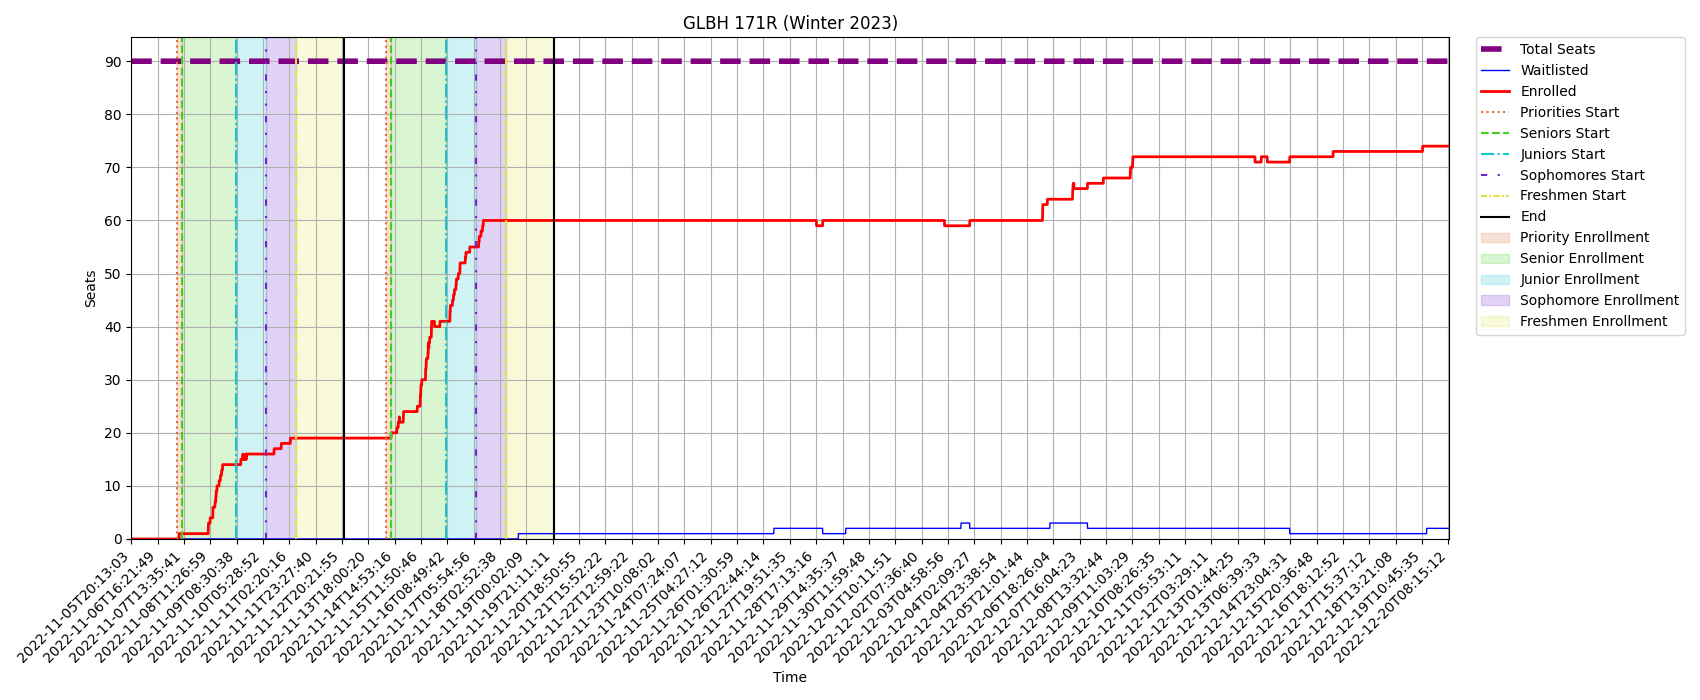 GLBH 171R (Winter 2023)
Total Seats
Waitlisted
Enrolled
Priorities Start
Seniors Start
Juniors Start
Sophomores Start
Freshmen Start
End
Priority Enrollment
Senior Enrollment
Junior Enrollment
Sophomore Enrollment
Freshmen Enrollment
Seats
90
80
70
60
50
40
30
20
10
0
2022-11-05T20:13:03
2022-11-06T16:21:49
2022-11-07T13:35:41
2022-11-08T11:26:59
2022-11-09T08:30:38
2022-11-10T05:28:52
2022-11-11T02:20:16
2022-11-11T23:27:40
2022-11-12T20:21:55
2022-11-13T18:00:20
2022-11-14T14:53:16
2022-11-15T11:50:46
2022-11-16T08:49:42
2022-11-17T05:54:56
2022-11-18T02:52:38
2022-11-19T00:02:09
2022-11-19T21:11:11
2022-11-20T18:50:55
2022-11-21T15:52:22
2022-11-22T12:59:22
2022-11-23T10:08:02
2022-11-24T07:24:07
2022-11-25T04:27:12
2022-11-26T01:30:59
2022-11-26T22:44:14
2022-11-27T19:51:35
2022-11-28T17:13:16
2022-11-29T14:35:37
2022-11-30T11:59:48
2022-12-01T10:11:51
2022-12-02T07:36:40
2022-12-03T04:58:56
2022-12-04T02:09:27
2022-12-04T23:38:54
2022-12-05T21:01:44
2022-12-06T18:26:04
2022-12-07T16:04:23
2022-12-08T13:32:44
2022-12-09T11:03:29
2022-12-10T08:26:35
2022-12-11T05:53:11
2022-12-12T03:29:11
2022-12-13T01:44:25
2022-12-13T06:39:33
2022-12-14T23:04:31
2022-12-15T20:36:48
2022-12-16T18:12:52
2022-12-17T15:37:12
2022-12-18T13:21:08
2022-12-19T10:45:35
2022-12-20T08:15:12
Time